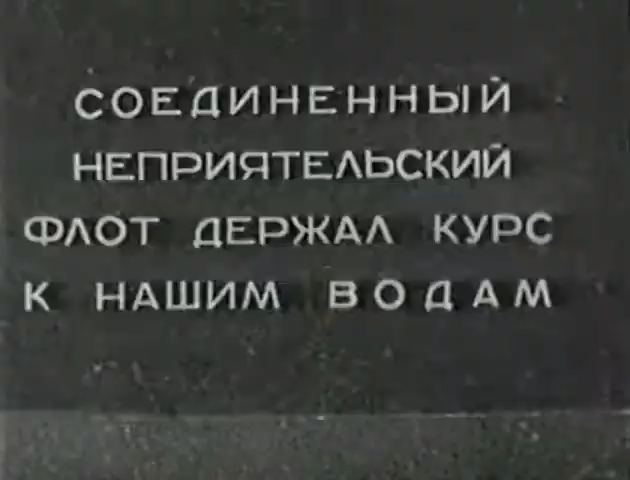 СОЕДИНЕННЫЙ
НЕПРИЯТЕЛЬСКИЙ
ФЛОТ ДЕРЖАЛ КУРС
К НАШИМ ВОДАМ